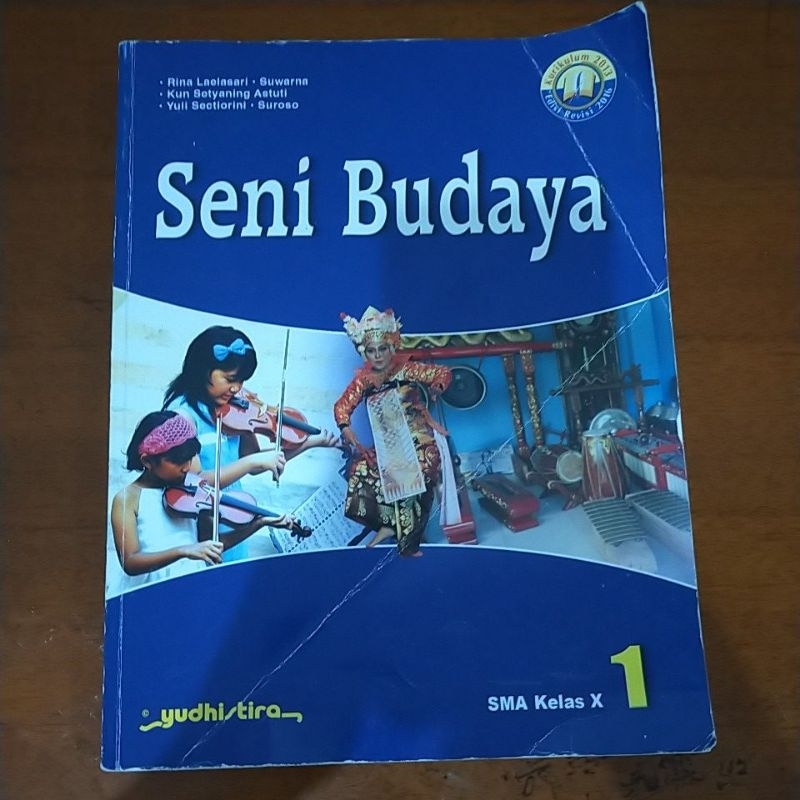 • Rina Laelasari • Suwarna
• Kun Setyaning Astuti
• Yuli Sectiorini • Suroso
Kurikulum 2013
Edisi Revisi 2016
Seni Budaya
© yudhistira
SMA Kelas X 1